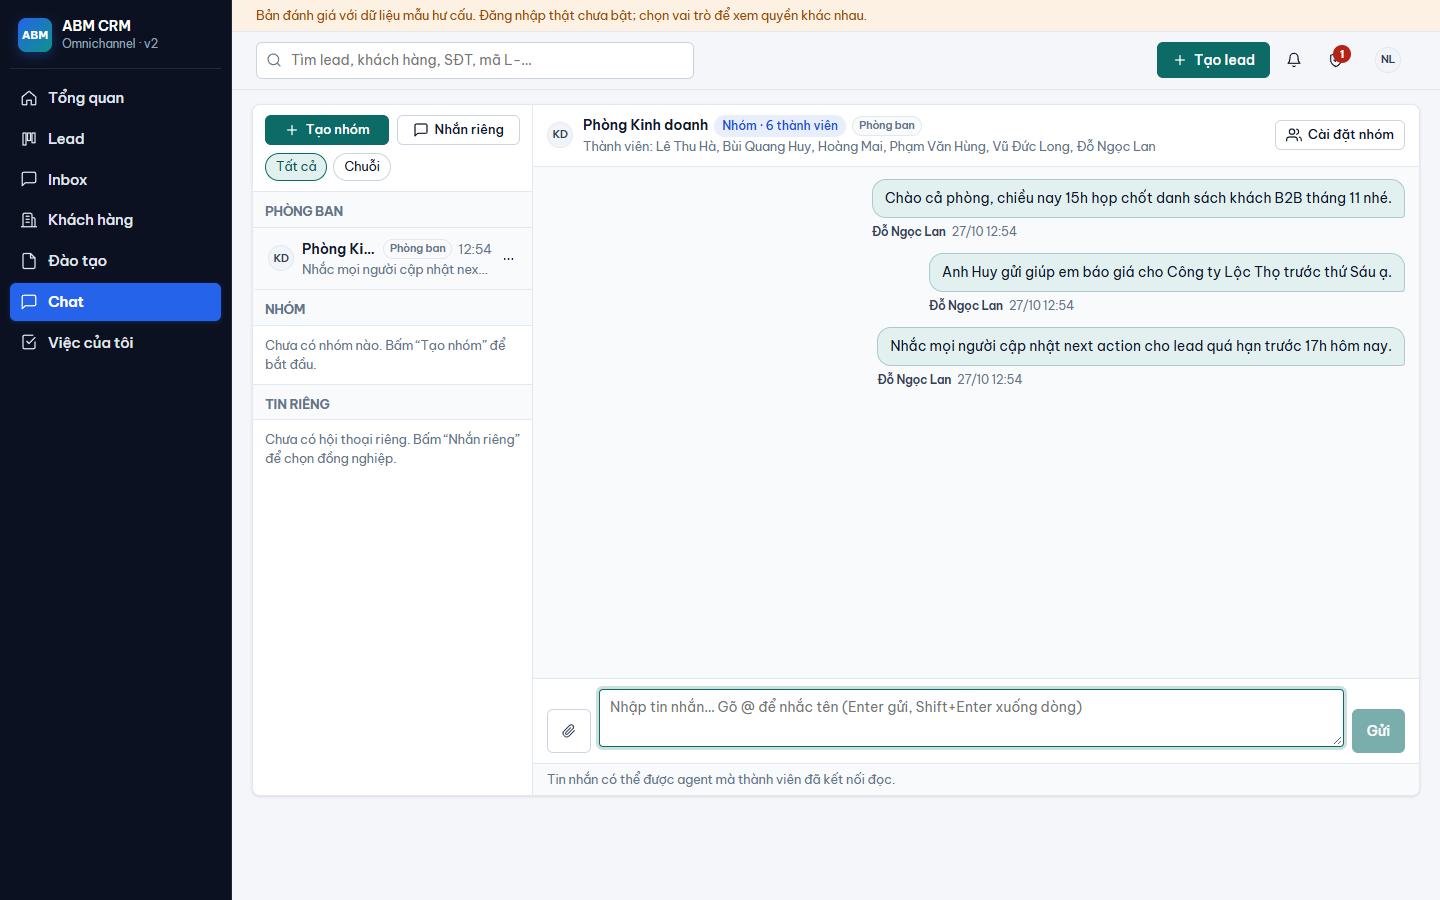 ABM
ABM CRM
Omnichannel · v2
Tổng quan
Lead
Inbox
Khách hàng
Đào tạo
Chat
Việc của tôi
Bản đánh giá với dữ liệu mẫu hư cấu. Đăng nhập thật chưa bật; chọn vai trò để xem quyền khác nhau.
Tìm lead, khách hàng, SĐT, mã L-...
Tạo lead
1
NL
Tạo nhóm
Nhắn riêng
Tất cả
Chuỗi
PHÒNG BAN
KD
Phòng Ki...
Phòng ban
12:54
...
Nhắc mọi người cập nhật nex...
NHÓM
Chưa có nhóm nào. Bấm “Tạo nhóm” để
bắt đầu.
TIN RIÊNG
Chưa có hội thoại riêng. Bấm “Nhắn riêng”
để chọn đồng nghiệp.
KD
Phòng Kinh doanh
Nhóm · 6 thành viên
Phòng ban
Thành viên: Lê Thu Hà, Bùi Quang Huy, Hoàng Mai, Phạm Văn Hùng, Vũ Đức Long, Đỗ Ngọc Lan
Cài đặt nhóm
Chào cả phòng, chiều nay 15h họp chốt danh sách khách B2B tháng 11 nhé.
Đỗ Ngọc Lan 27/10 12:54
Anh Huy gửi giúp em báo giá cho Công ty Lộc Thọ trước thứ Sáu ạ.
Đỗ Ngọc Lan 27/10 12:54
Nhắc mọi người cập nhật next action cho lead quá hạn trước 17h hôm nay.
Đỗ Ngọc Lan 27/10 12:54
Nhập tin nhắn... Gõ @ để nhắc tên (Enter gửi, Shift+Enter xuống dòng)
Gửi
Tin nhắn có thể được agent mà thành viên đã kết nối đọc.